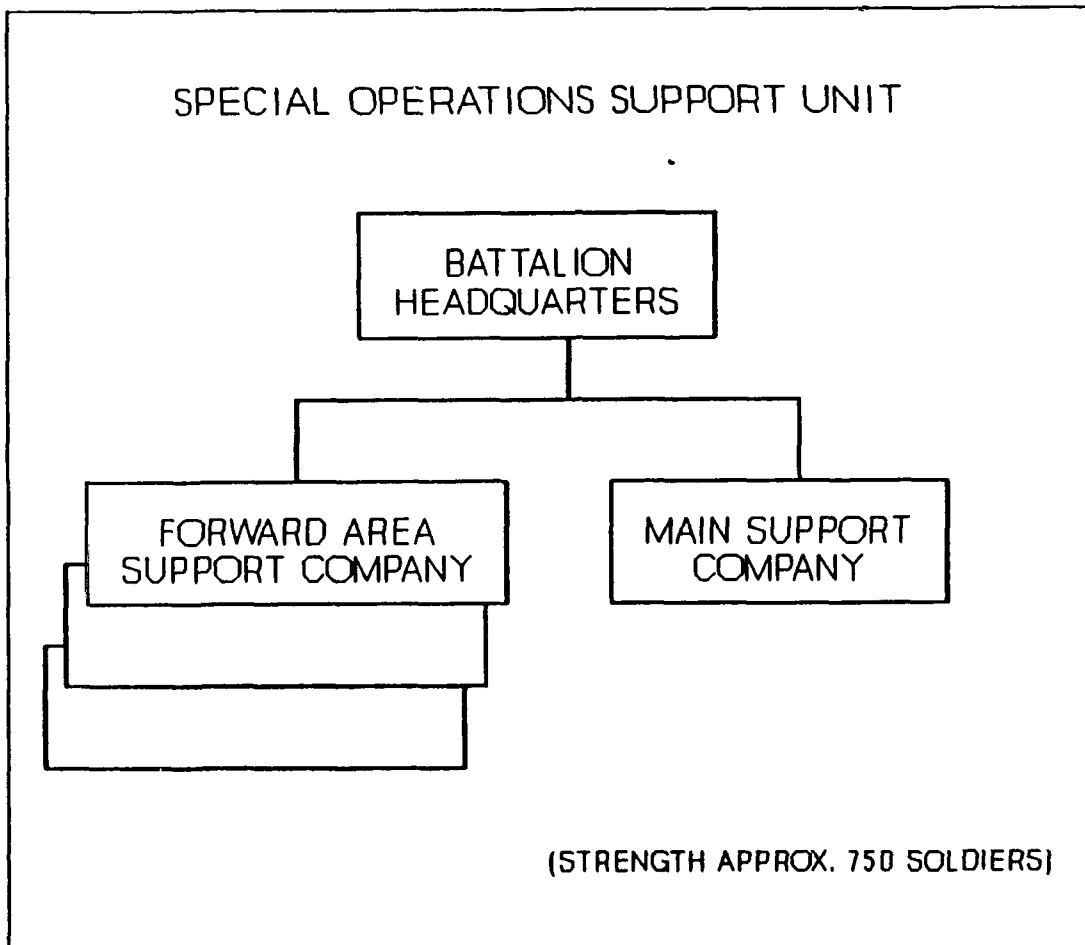 SPECIAL OPERATIONS SUPPORT UNIT
BATTALION
HEADQUARTERS
FORWARD AREA
SUPPORT COMPANY
MAIN SUPPORT
COMPANY
(STRENGTH APPROX. 750 SOLDIERS)